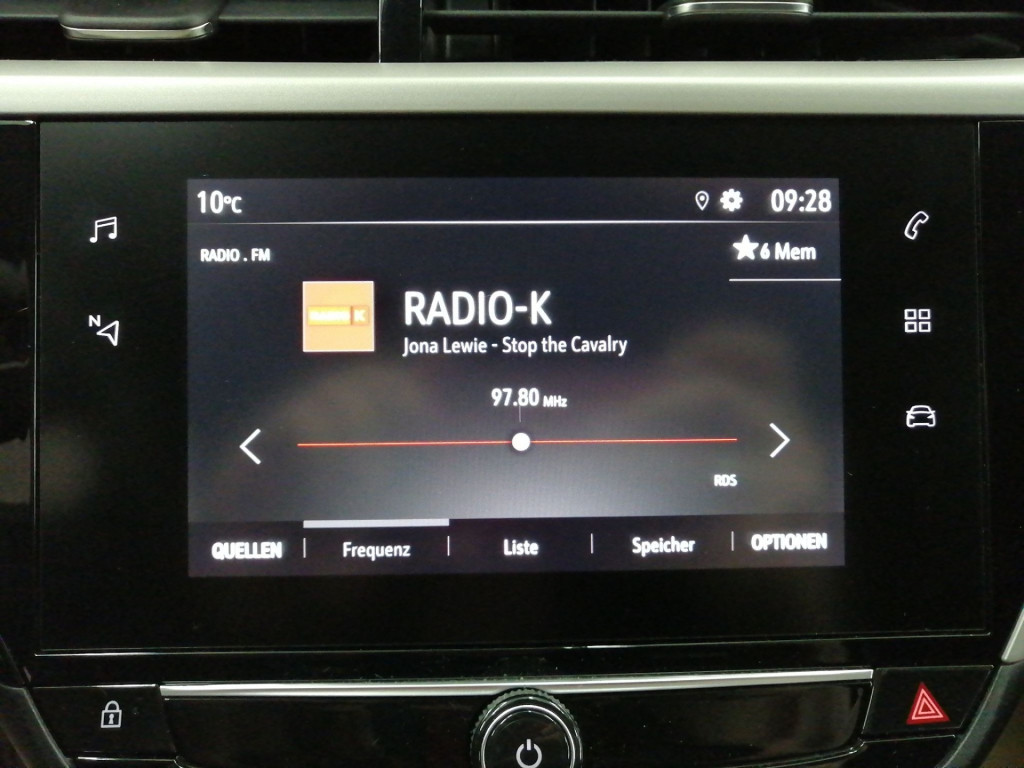 10°C 09:28
RADIO . FM ★6 Mem
RADIO K
RADIO-K
Jona Lewie - Stop the Cavalry
N
97.80 MHz
RDS
QUELLEN Frequenz Liste Speicher OPTIONEN